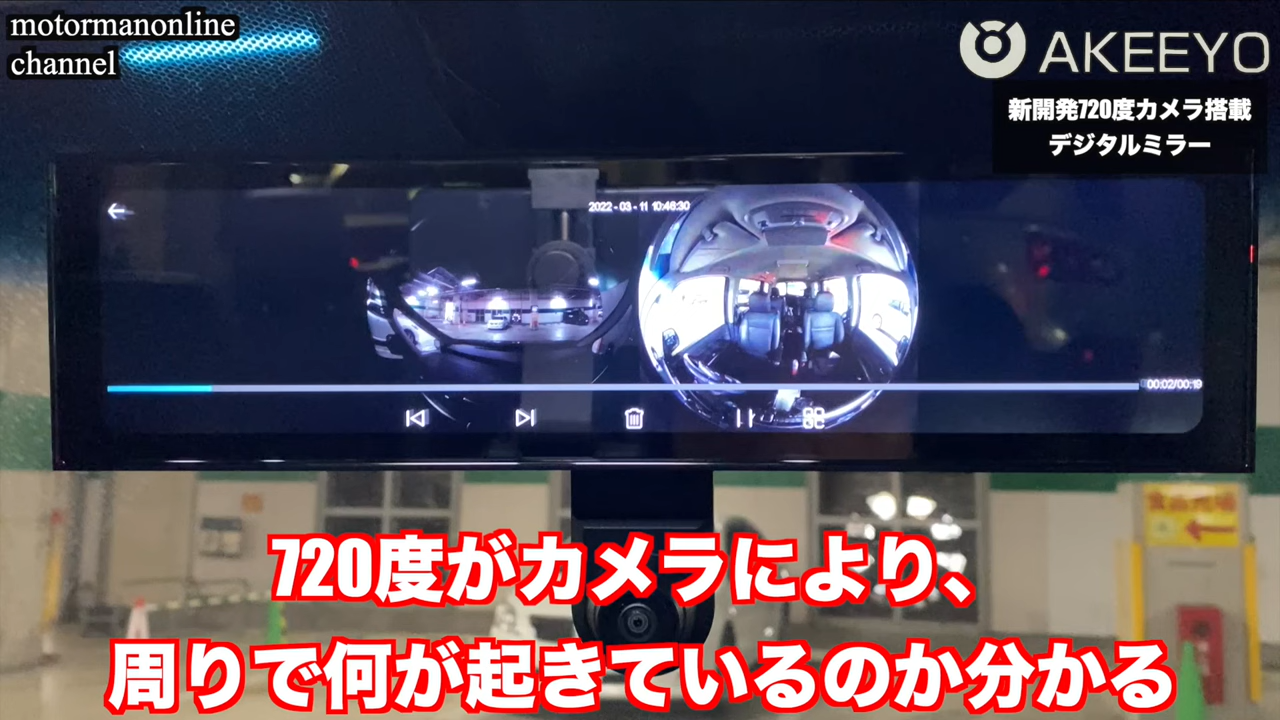 motormanonline
channel
AKEEYO
新開発720度カメラ搭載
デジタルミラー
2022-03-11 10:46:30
00:02/00:19
720度がカメラにより、
周りで何が起きているのか分かる